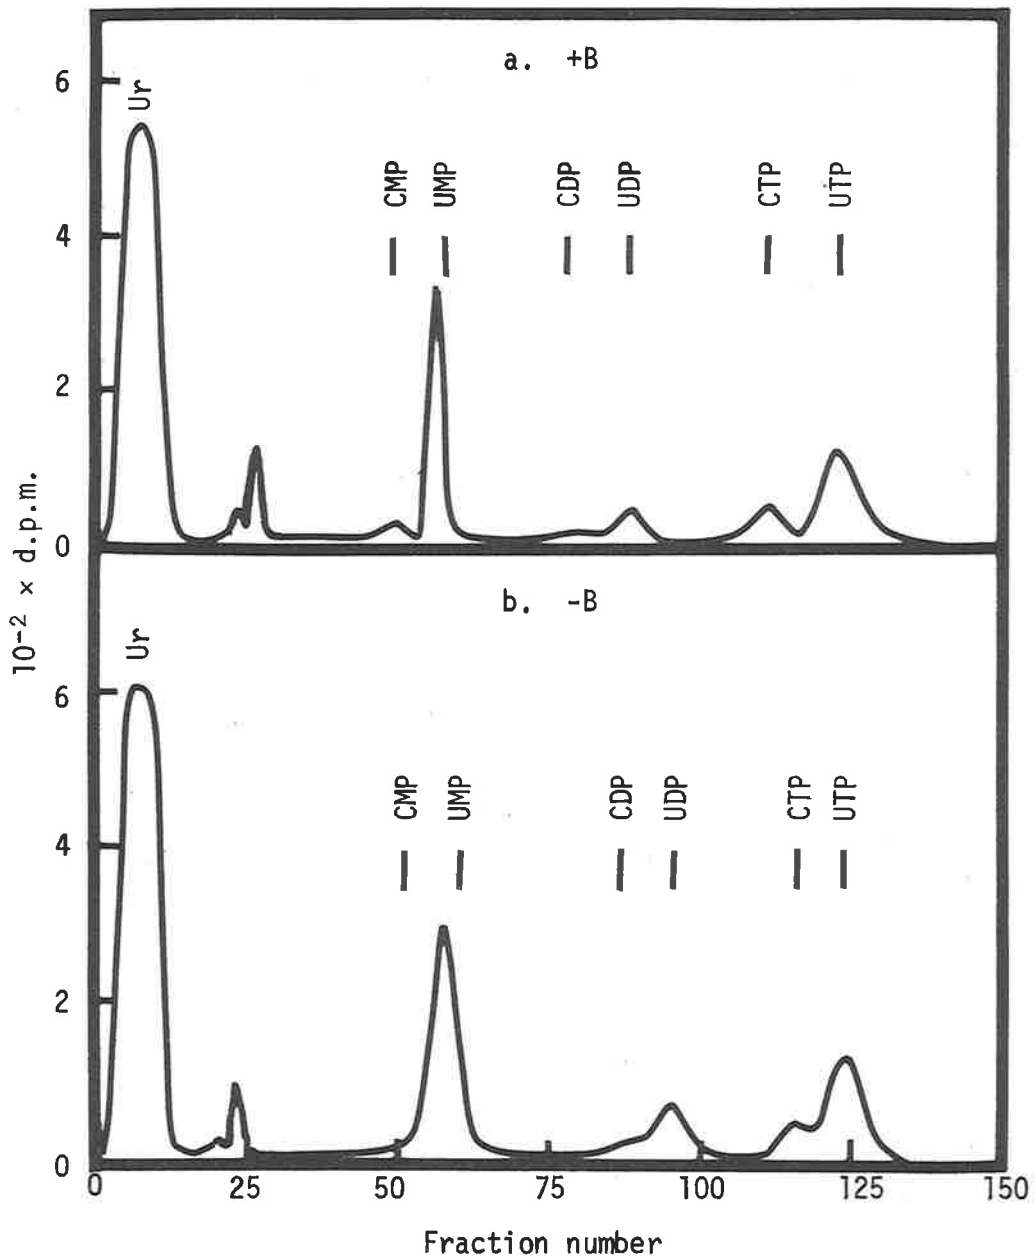 a. +B
6
Ur
CMP
UMP
CDP
UDP
CTP
UTP
4
2
0
10⁻² × d.p.m.
b. -B
Ur
6
CMP
UMP
CDP
UDP
CTP
UTP
4
2
0
0 25 50 75 100 125 150
Fraction number